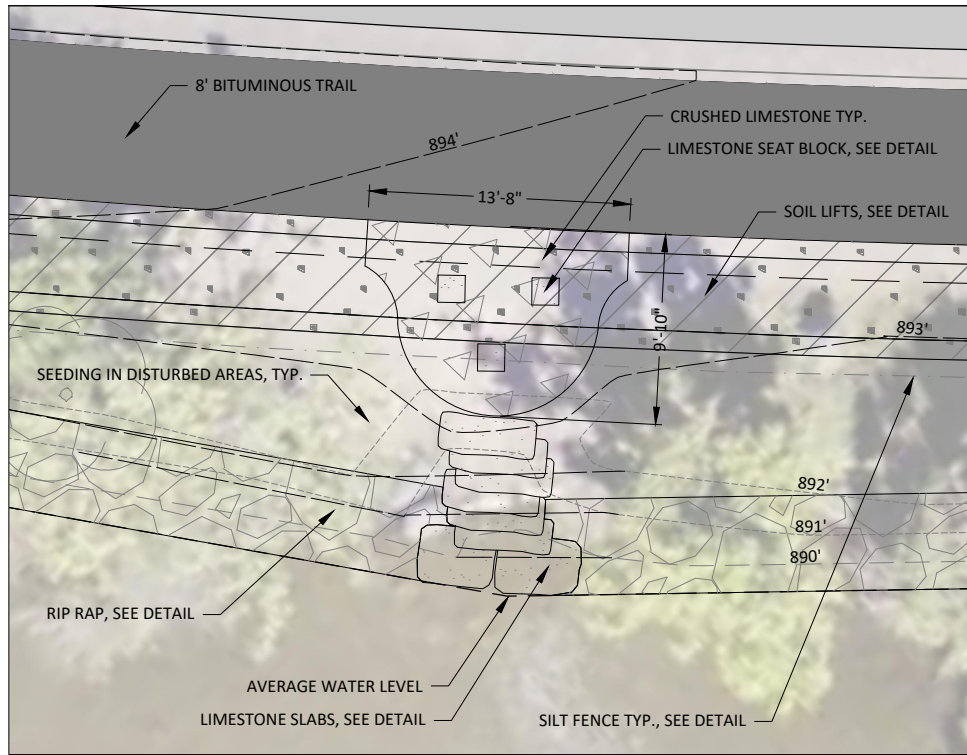 8' BITUMINOUS TRAIL
CRUSHED LIMESTONE TYP.
894'
LIMESTONE SEAT BLOCK, SEE DETAIL
13'-8"
SOIL LIFTS, SEE DETAIL
893'
9'-10"
SEEDING IN DISTURBED AREAS, TYP.
892'
891'
890'
RIP RAP, SEE DETAIL
AVERAGE WATER LEVEL
LIMESTONE SLABS, SEE DETAIL
SILT FENCE TYP., SEE DETAIL